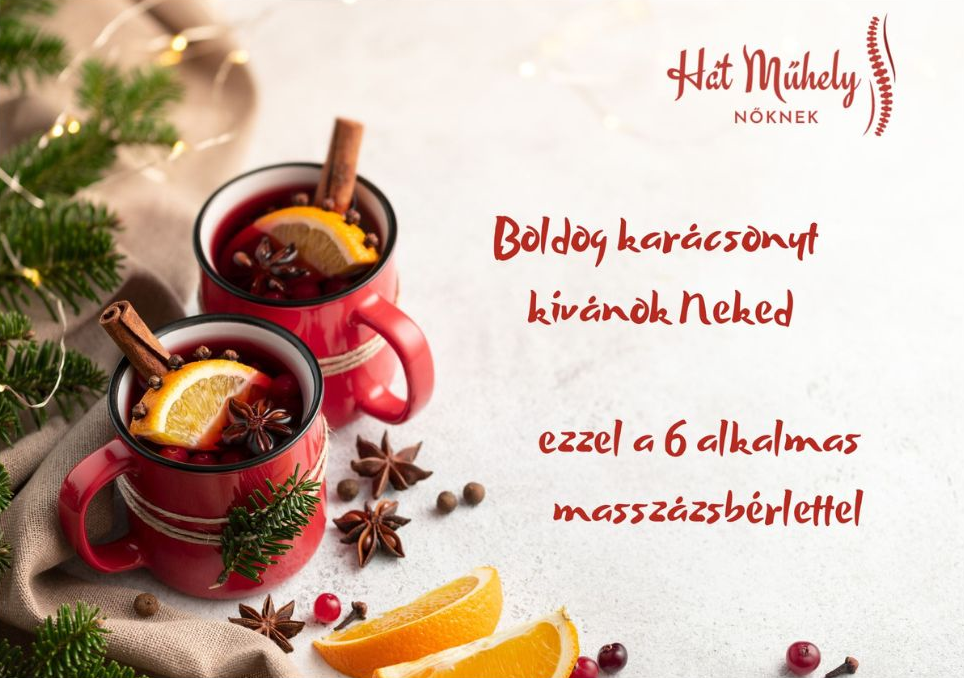 Hát Műhely
NŐKNEK
Boldog karácsonyt
kívánok Neked
ezzel a 6 alkalmas
masszázsbérlettel